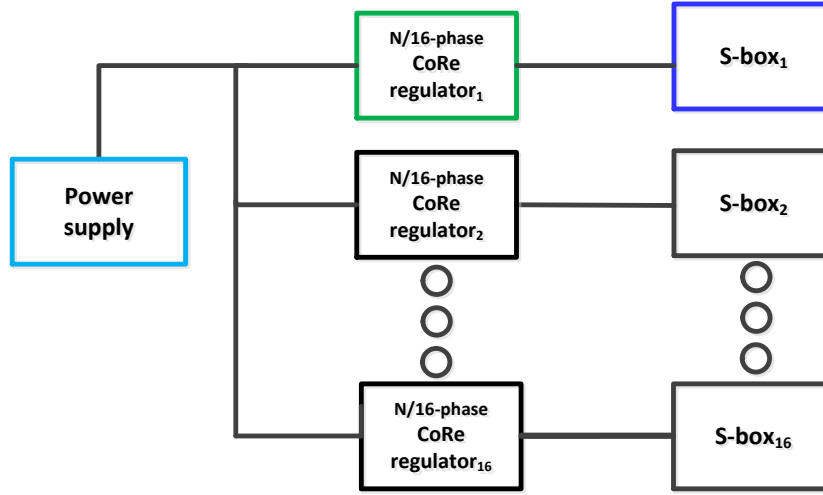 N/16-phase
CoRe
regulator₁
S-box₁
Power
supply
N/16-phase
CoRe
regulator₂
S-box₂
N/16-phase
CoRe
regulator₁₆
S-box₁₆